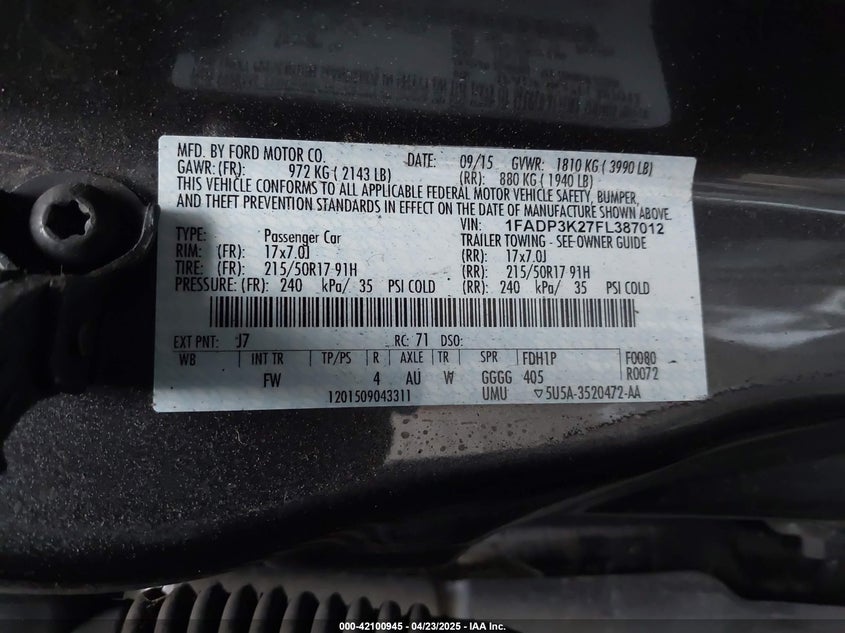 MFD. BY FORD MOTOR CO. DATE: 09/15 GVWR: 1810 KG ( 3990 LB)
GAWR: (FR): 972 KG ( 2143 LB) (RR): 880 KG ( 1940 LB)
THIS VEHICLE CONFORMS TO ALL APPLICABLE FEDERAL MOTOR VEHICLE SAFETY, BUMPER,
AND THEFT PREVENTION STANDARDS IN EFFECT ON THE DATE OF MANUFACTURE SHOWN ABOVE.
VIN: 1FADP3K27FL387012
TYPE: Passenger Car TRAILER TOWING - SEE OWNER GUIDE
RIM: (FR) 17x7.0J (RR): 17x7.0J
TIRE: (FR) 215/50R17 91H (RR): 215/50R17 91H
PRESSURE: (FR): 240 kPa/ 35 PSI COLD (RR): 240 kPa/ 35 PSI COLD
EXT PNT: J7 RC: 71 DSO:
WB INT TR TP/PS R AXLE TR SPR FDH1P F0080
FW 4 AU W GGGG 405 R0072
1201509043311 UMU ▽5U5A-3520472-AA
000-42100945 - 04/23/2025 - IAA Inc.